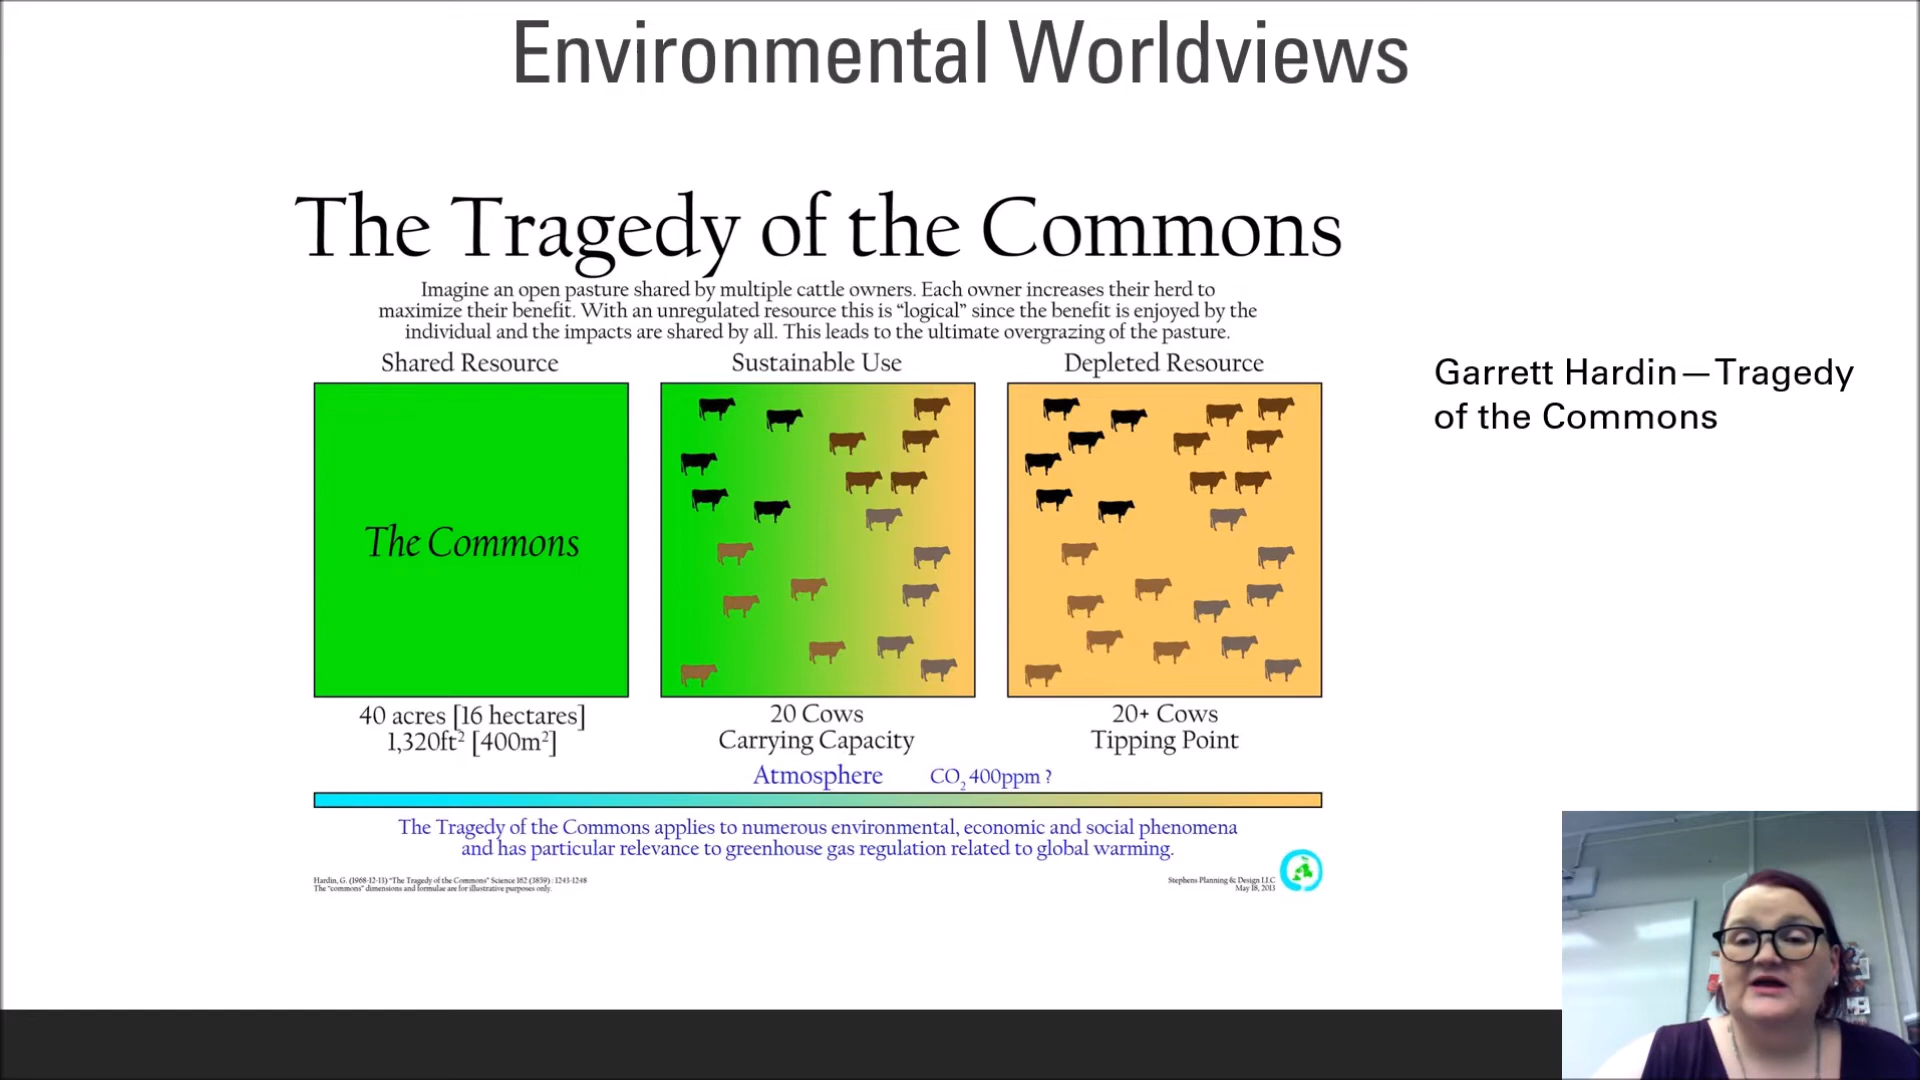 Environmental Worldviews
The Tragedy of the Commons
Imagine an open pasture shared by multiple cattle owners. Each owner increases their herd to
maximize their benefit. With an unregulated resource this is “logical” since the benefit is enjoyed by the
individual and the impacts are shared by all. This leads to the ultimate overgrazing of the pasture.
Shared Resource
Sustainable Use
Depleted Resource
The Commons
40 acres [16 hectares]
1,320ft² [400m²]
20 Cows
Carrying Capacity
20+ Cows
Tipping Point
Atmosphere
CO₂ 400ppm ?
The Tragedy of the Commons applies to numerous environmental, economic and social phenomena
and has particular relevance to greenhouse gas regulation related to global warming.
Hardin, G. (1968-12-13) “The Tragedy of the Commons” Science 162 (3859) : 1243-1248
The “commons” dimensions and formulae are for illustrative purposes only.
Stephens Planning & Design LLC
May 18, 2013
Garrett Hardin—Tragedy
of the Commons